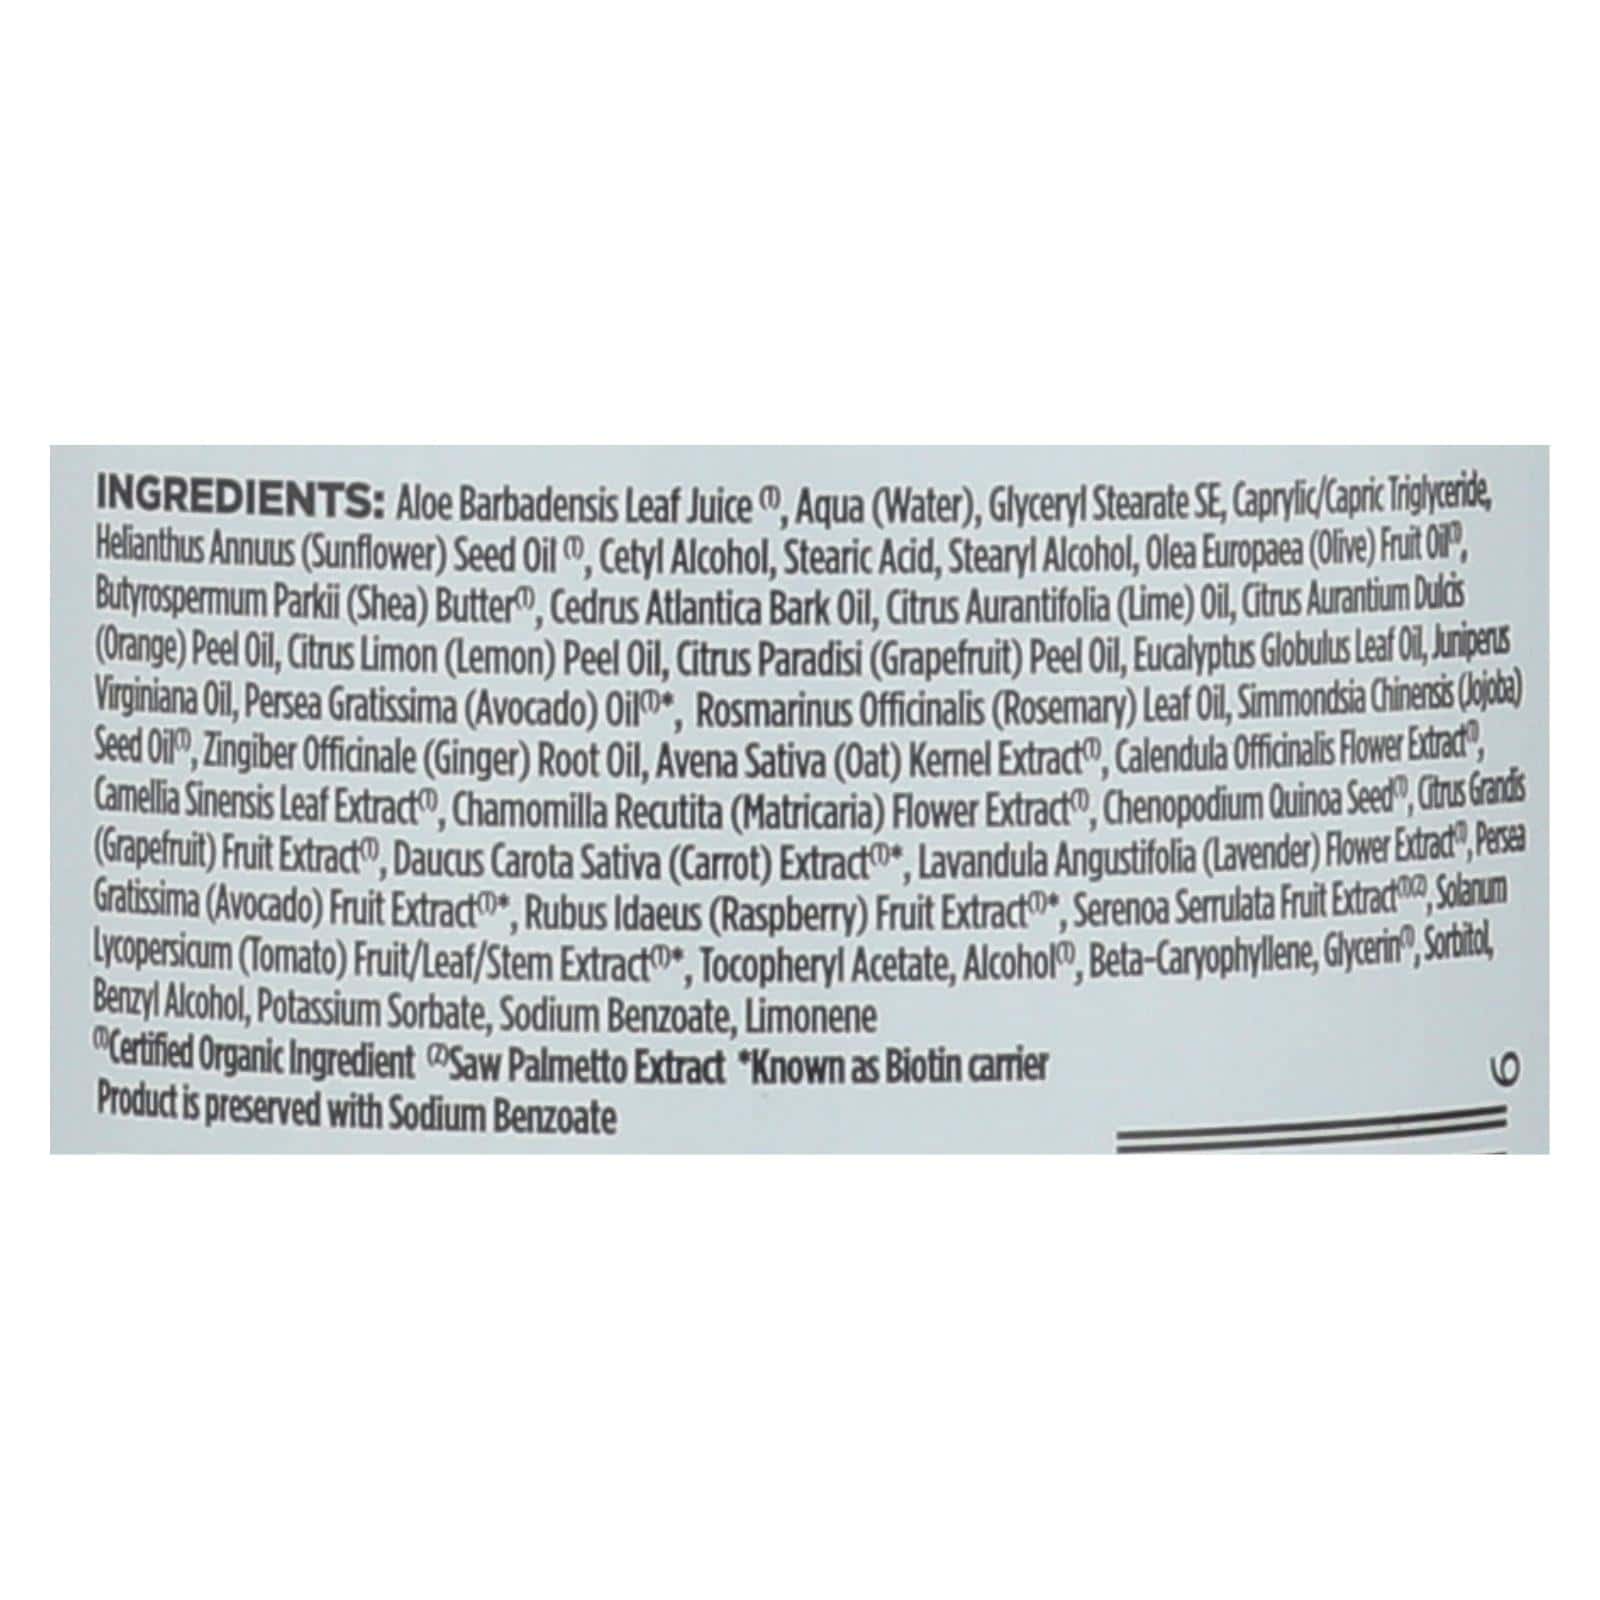 INGREDIENTS: Aloe Barbadensis Leaf Juice (1), Aqua (Water), Glyceryl Stearate SE, Caprylic/Capric Triglyceride,
Helianthus Annuus (Sunflower) Seed Oil (1), Cetyl Alcohol, Stearic Acid, Stearyl Alcohol, Olea Europaea (Olive) Fruit Oil(1),
Butyrospermum Parkii (Shea) Butter(1), Cedrus Atlantica Bark Oil, Citrus Aurantifolia (Lime) Oil, Citrus Aurantium Dulcis
(Orange) Peel Oil, Citrus Limon (Lemon) Peel Oil, Citrus Paradisi (Grapefruit) Peel Oil, Eucalyptus Globulus Leaf Oil, Juniperus
Virginiana Oil, Persea Gratissima (Avocado) Oil(1)*, Rosmarinus Officinalis (Rosemary) Leaf Oil, Simmondsia Chinensis (Jojoba)
Seed Oil(1), Zingiber Officinale (Ginger) Root Oil, Avena Sativa (Oat) Kernel Extract(1), Calendula Officinalis Flower Extract(1),
Camellia Sinensis Leaf Extract(1), Chamomilla Recutita (Matricaria) Flower Extract(1), Chenopodium Quinoa Seed(1), Citrus Grandis
(Grapefruit) Fruit Extract(1), Daucus Carota Sativa (Carrot) Extract(1)*, Lavandula Angustifolia (Lavender) Flower Extract(1), Persea
Gratissima (Avocado) Fruit Extract(1)*, Rubus Idaeus (Raspberry) Fruit Extract(1)*, Serenoa Serrulata Fruit Extract(1)(2), Solanum
Lycopersicum (Tomato) Fruit/Leaf/Stem Extract(1)*, Tocopheryl Acetate, Alcohol(1), Beta-Caryophyllene, Glycerin(1), Sorbitol,
Benzyl Alcohol, Potassium Sorbate, Sodium Benzoate, Limonene
(1)Certified Organic Ingredient (2)Saw Palmetto Extract *Known as Biotin carrier
Product is preserved with Sodium Benzoate
6